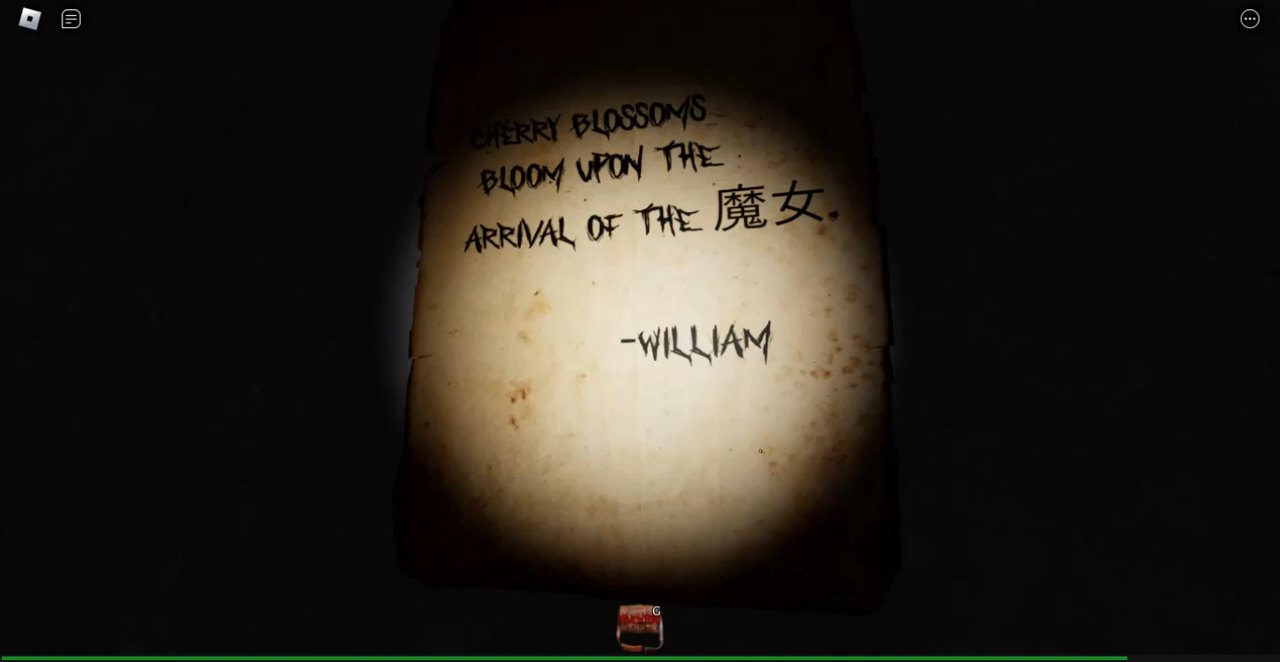 CHERRY BLOSSOMS
BLOOM UPON THE
ARRIVAL OF THE 魔女.
-WILLIAM
G